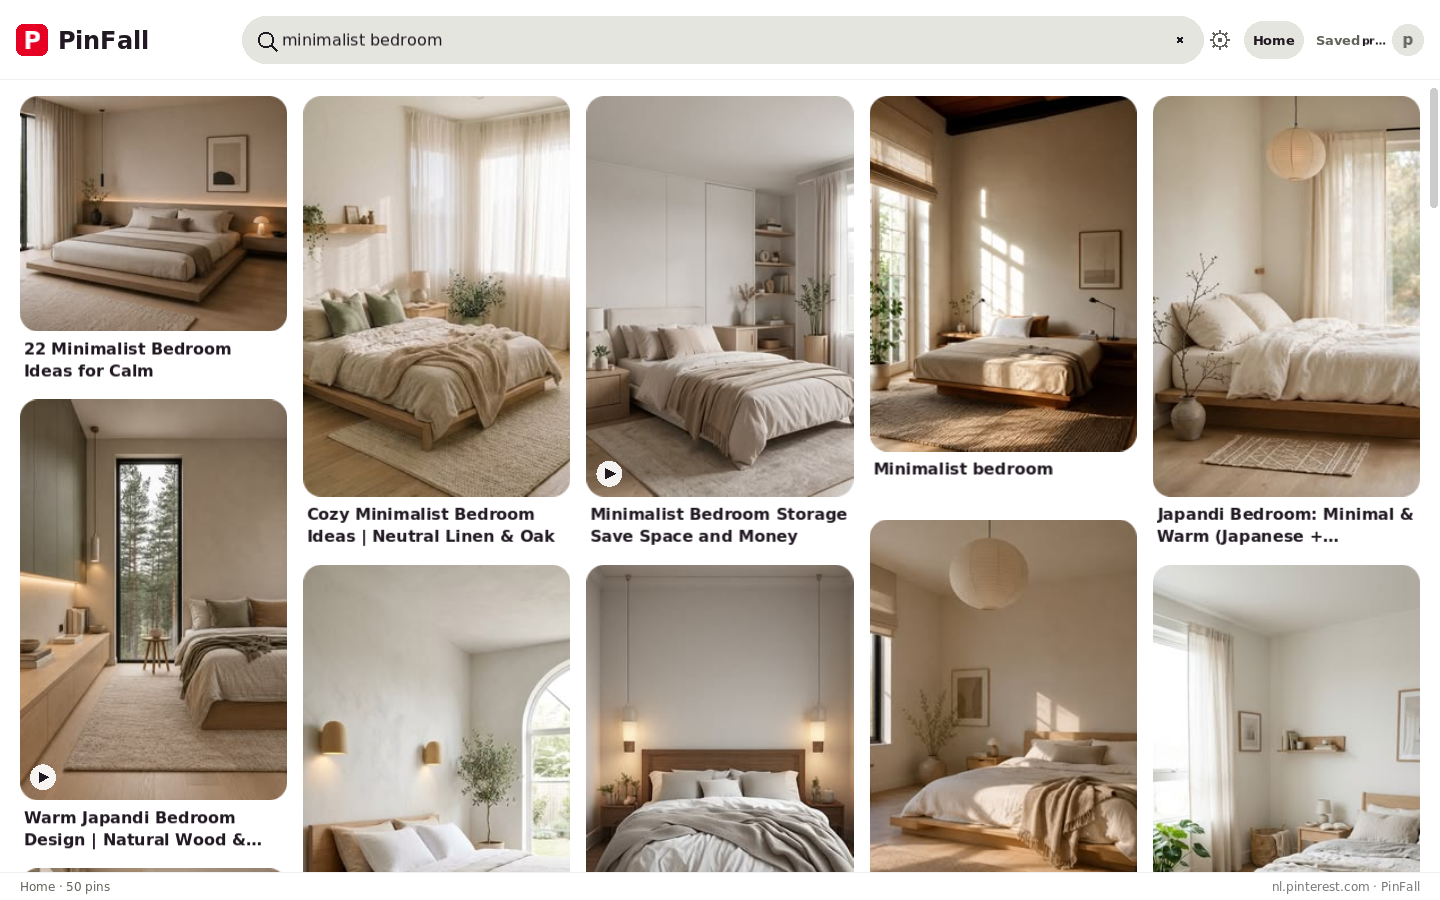 P PinFall
minimalist bedroom
Home
Saved
pr...
p
22 Minimalist Bedroom
Ideas for Calm
Cozy Minimalist Bedroom
Ideas | Neutral Linen & Oak
Minimalist Bedroom Storage
Save Space and Money
Minimalist bedroom
Japandi Bedroom: Minimal &
Warm (Japanese +...
Warm Japandi Bedroom
Design | Natural Wood &...
Home · 50 pins
nl.pinterest.com · PinFall